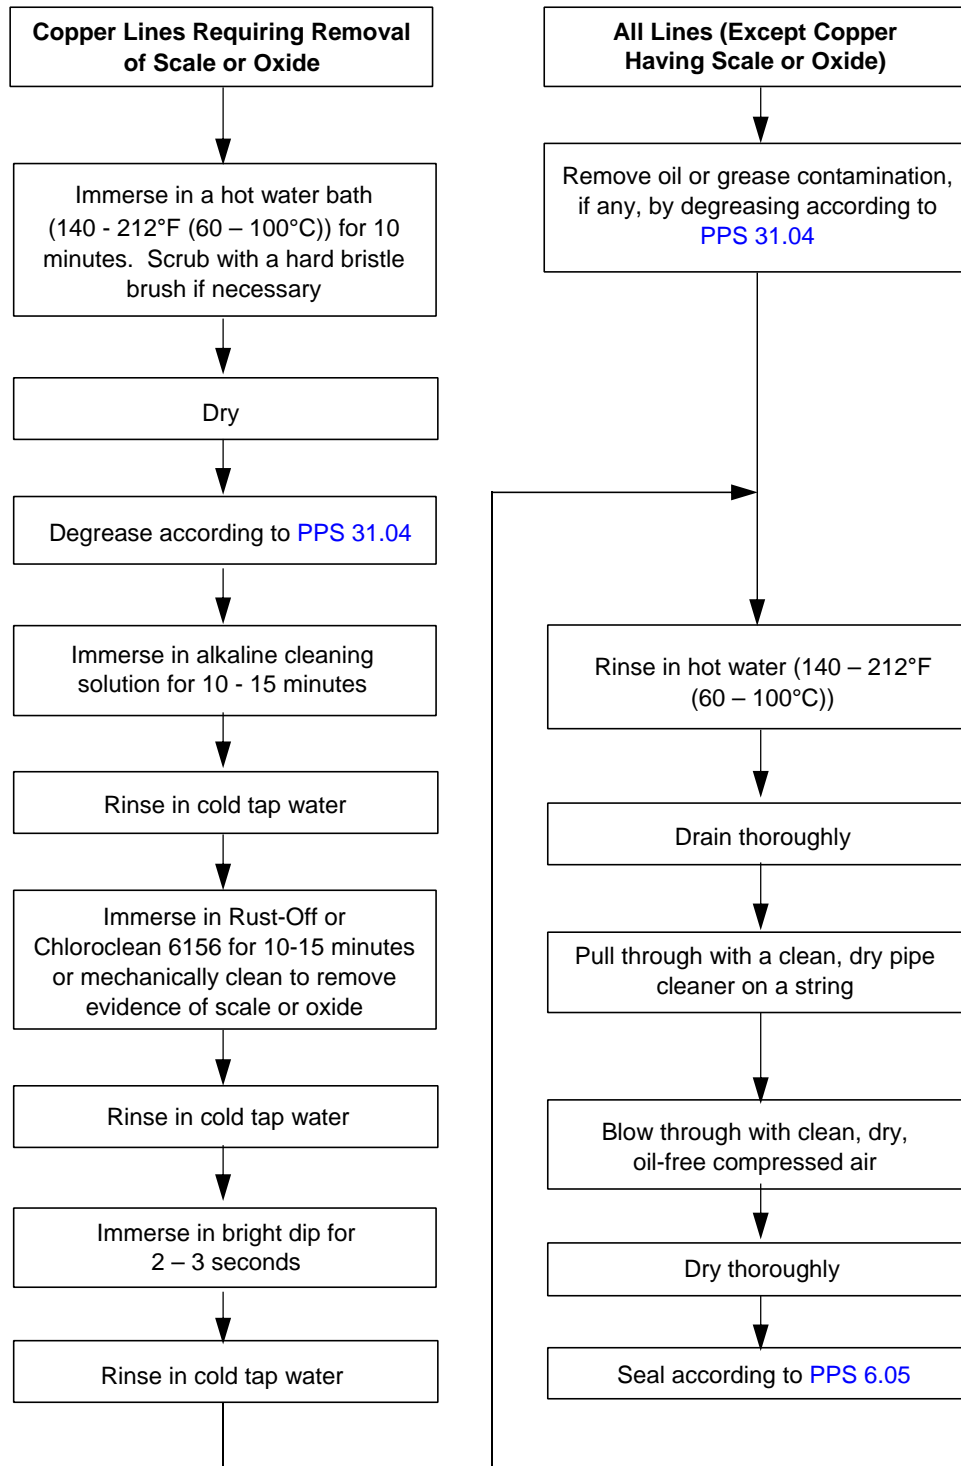 Copper Lines Requiring Removal
of Scale or Oxide
Immerse in a hot water bath
(140 - 212°F (60 – 100°C)) for 10
minutes.  Scrub with a hard bristle
brush if necessary
Dry
Degrease according to PPS 31.04
Immerse in alkaline cleaning
solution for 10 - 15 minutes
Rinse in cold tap water
Immerse in Rust-Off or
Chloroclean 6156 for 10-15 minutes
or mechanically clean to remove
evidence of scale or oxide
Rinse in cold tap water
Immerse in bright dip for
2 – 3 seconds
Rinse in cold tap water
All Lines (Except Copper
Having Scale or Oxide)
Remove oil or grease contamination,
if any, by degreasing according to
PPS 31.04
Rinse in hot water (140 – 212°F
(60 – 100°C))
Drain thoroughly
Pull through with a clean, dry pipe
cleaner on a string
Blow through with clean, dry,
oil-free compressed air
Dry thoroughly
Seal according to PPS 6.05